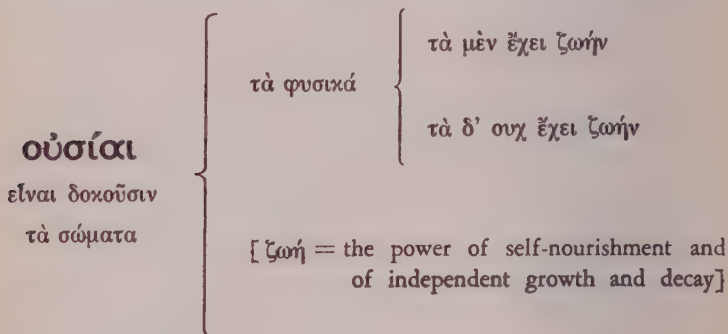 τὰ μὲν ἔχει ζωήν
τὰ φυσικά
τὰ δ' ουχ ἔχει ζωήν
οὐσίαι
εἶναι δοκοῦσιν
τὰ σώματα
[ ζωή = the power of self-nourishment and
of independent growth and decay]